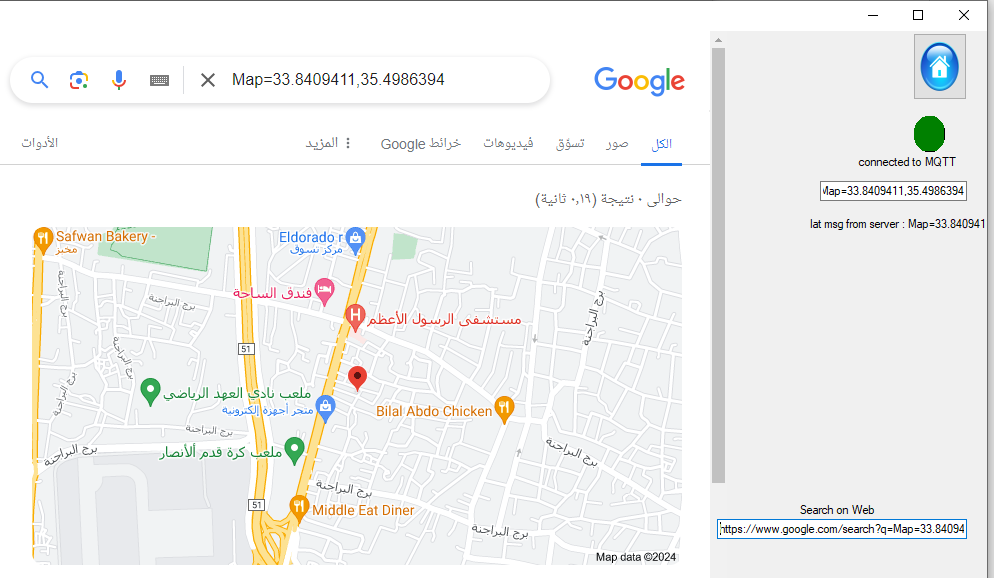 Map=33.8409411,35.4986394
Google
الكل
صور
تسوّق
فيديوهات
خرائط Google
المزيد
الأدوات
حوالى ٠ نتيجة (٠,١٩ ثانية)
Safwan Bakery -
مخبز
Eldorado r
مركز تسوق
فندق الساحة
برج البراجنة
برج البراجنة
برج البراجنة
مستشفى الرسول الأعظم
51
برج البراجنة
ملعب نادي العهد الرياضي
متجر أجهزة إلكترونية
برج البراجنة
Bilal Abdo Chicken
برج البراجنة
ملعب كرة قدم ألأنصار
برج البراجنة
برج البراجنة
برج البراجنة
51
Middle Eat Diner
برج البراجنة
Map data ©2024
connected to MQTT
Map=33.8409411,35.4986394
lat msg from server : Map=33.840941
Search on Web
https://www.google.com/search?q=Map=33.84094